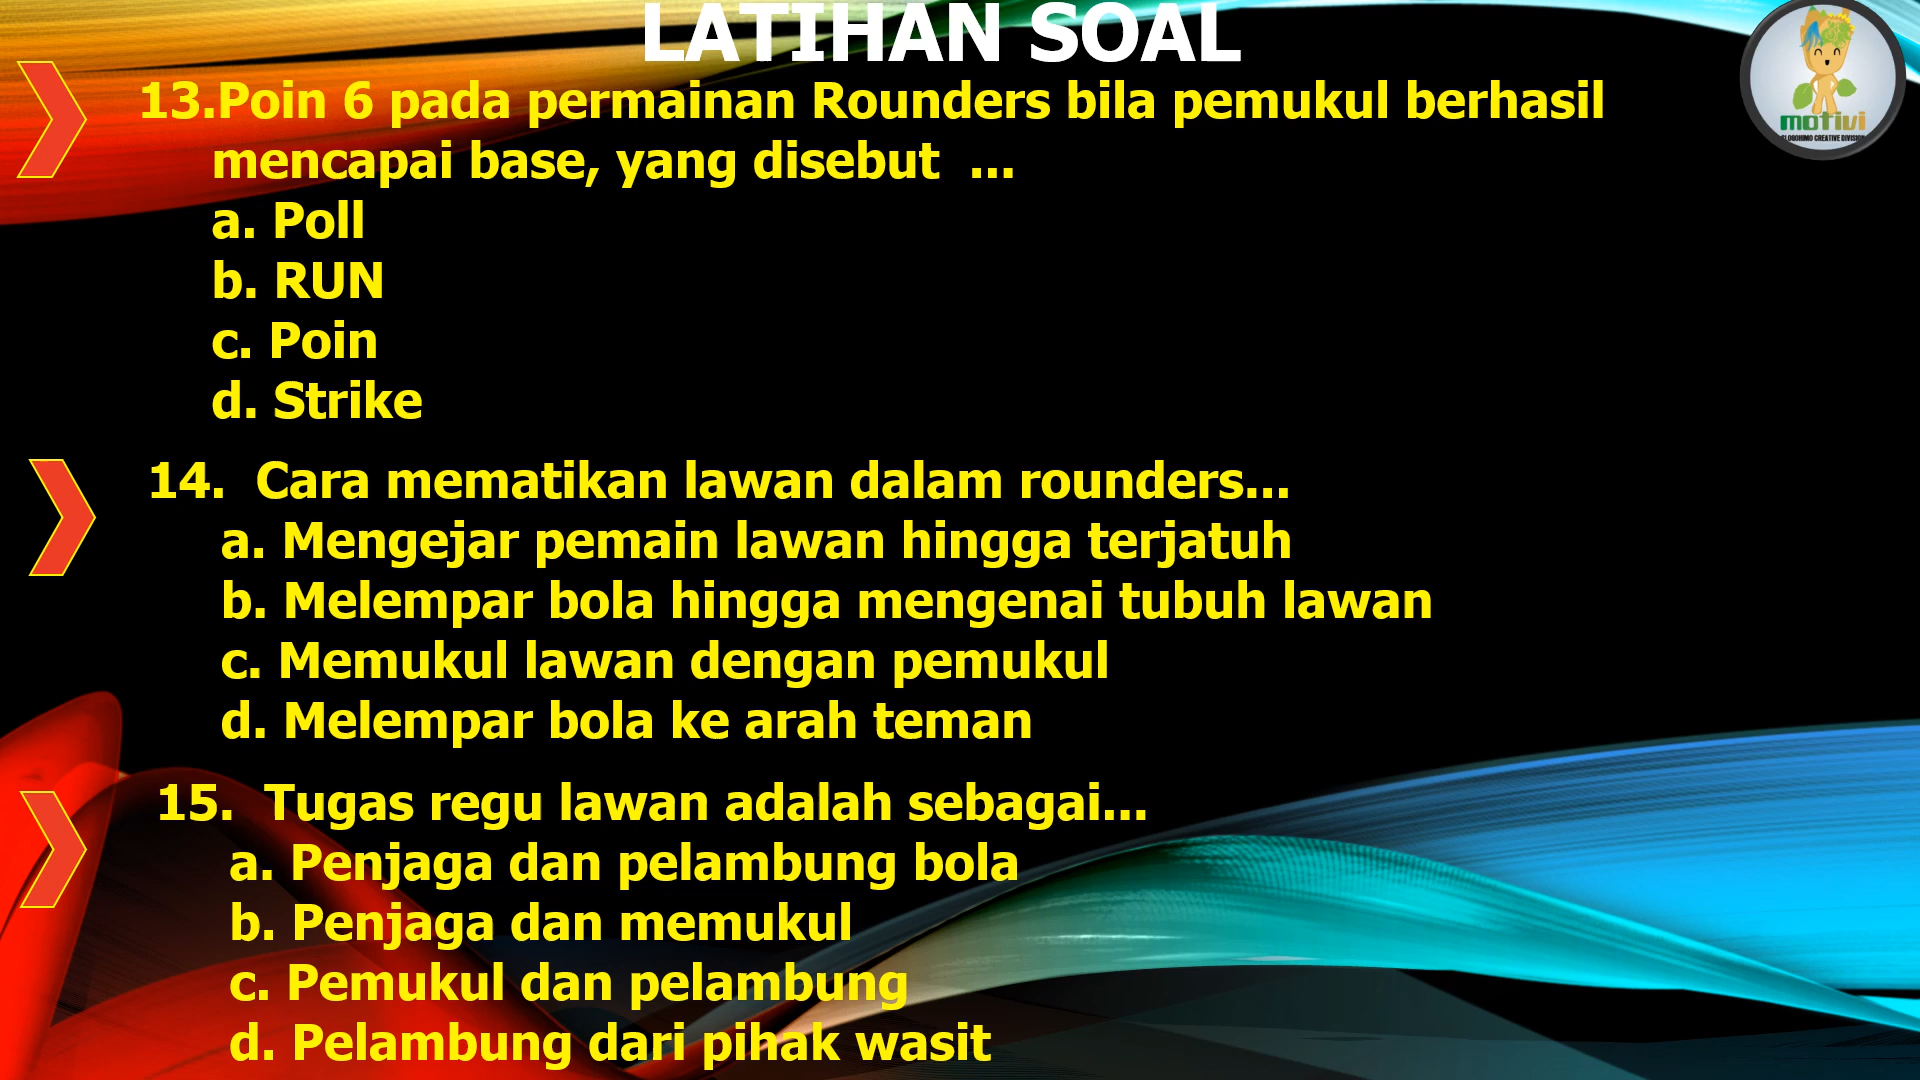 LATIHAN SOAL
13.Poin 6 pada permainan Rounders bila pemukul berhasil
mencapai base, yang disebut ...
a. Poll
b. RUN
c. Poin
d. Strike
14. Cara mematikan lawan dalam rounders...
a. Mengejar pemain lawan hingga terjatuh
b. Melempar bola hingga mengenai tubuh lawan
c. Memukul lawan dengan pemukul
d. Melempar bola ke arah teman
15. Tugas regu lawan adalah sebagai...
a. Penjaga dan pelambung bola
b. Penjaga dan memukul
c. Pemukul dan pelambung
d. Pelambung dari pihak wasit
motivi
CREATIVE DIVISION